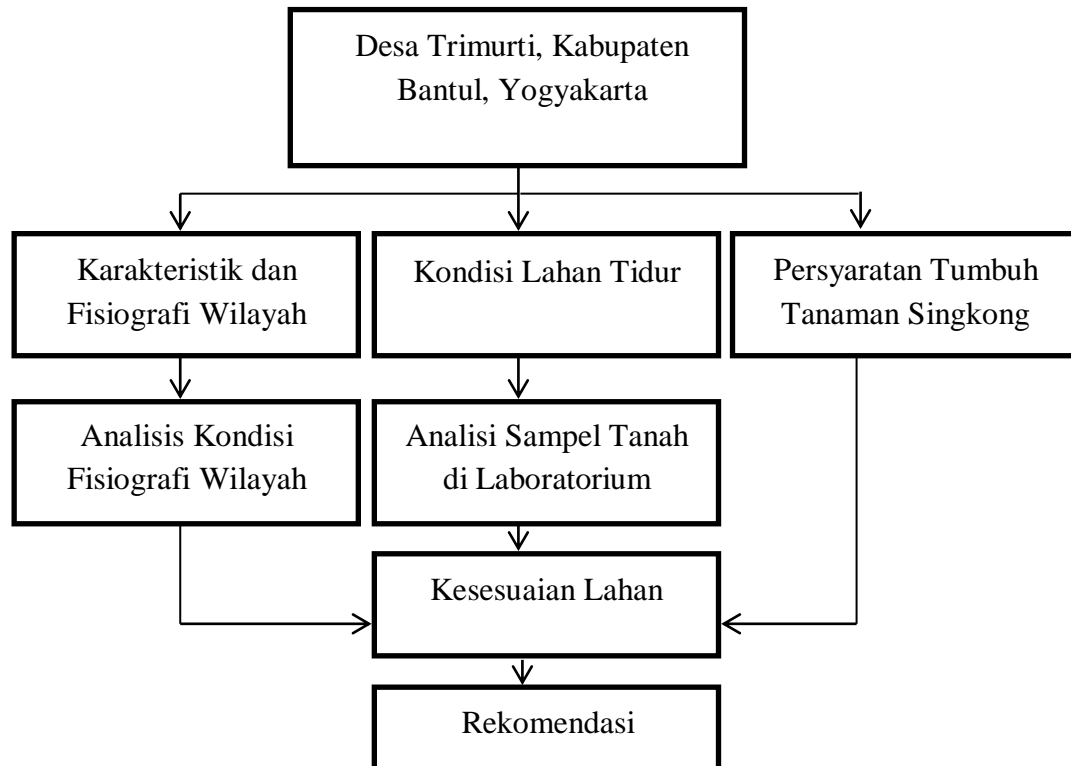 Desa Trimurti, Kabupaten
Bantul, Yogyakarta
Karakteristik dan
Fisiografi Wilayah
Kondisi Lahan Tidur
Persyaratan Tumbuh
Tanaman Singkong
Analisis Kondisi
Fisiografi Wilayah
Analisi Sampel Tanah
di Laboratorium
Kesesuaian Lahan
Rekomendasi